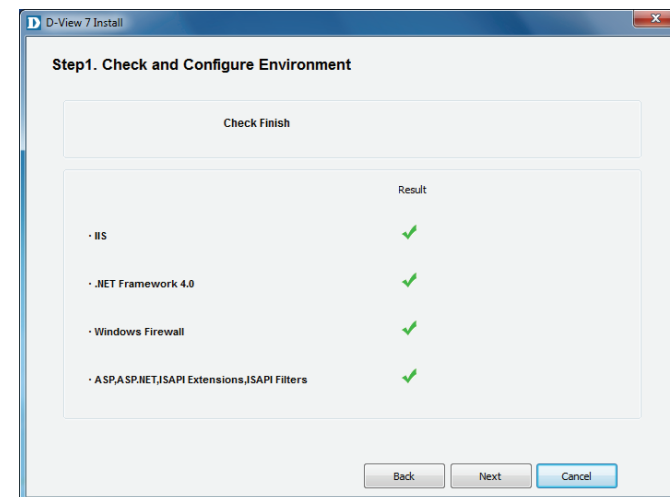 D D-View 7 Install
x
Step1. Check and Configure Environment
Check Finish
Result
· IIS
· .NET Framework 4.0
· Windows Firewall
· ASP,ASP.NET,ISAPI Extensions,ISAPI Filters
Back Next Cancel